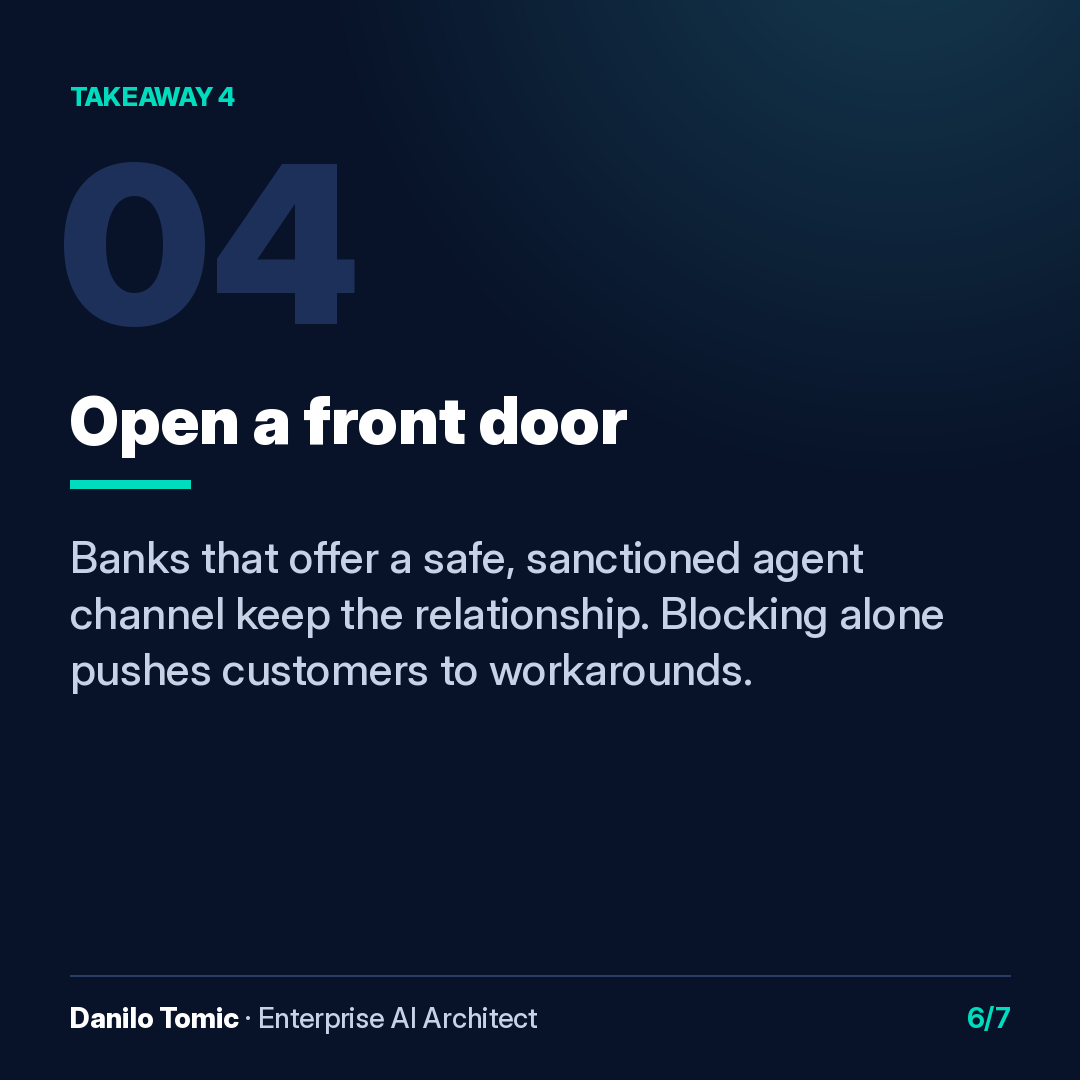 TAKEAWAY 4
04
Open a front door
Banks that offer a safe, sanctioned agent
channel keep the relationship. Blocking alone
pushes customers to workarounds.
Danilo Tomic · Enterprise AI Architect
6/7